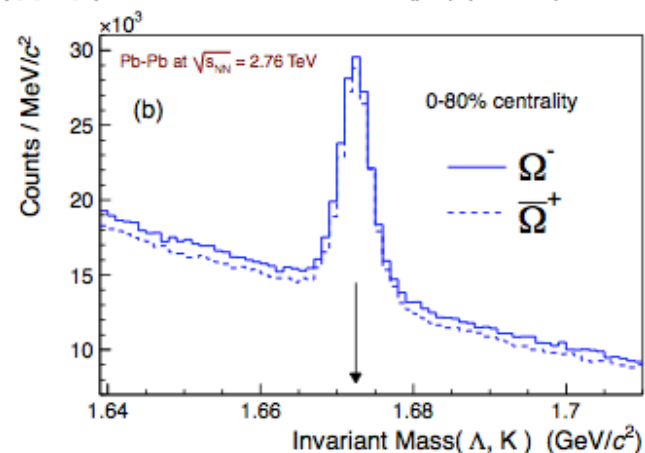 ×10³
30
25
20
15
10
Counts / MeV/c²
Pb-Pb at √s_NN = 2.76 TeV
(b)
0-80% centrality
Ω⁻
Ω̅⁺
1.64
1.66
1.68
1.7
Invariant Mass( Λ, K ) (GeV/c²)